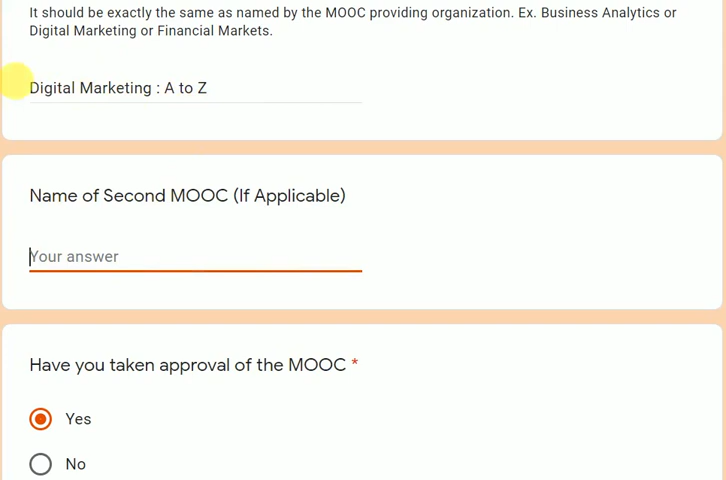 It should be exactly the same as named by the MOOC providing organization. Ex. Business Analytics or
Digital Marketing or Financial Markets.
Digital Marketing : A to Z
Name of Second MOOC (If Applicable)
Your answer
Have you taken approval of the MOOC *
Yes
No